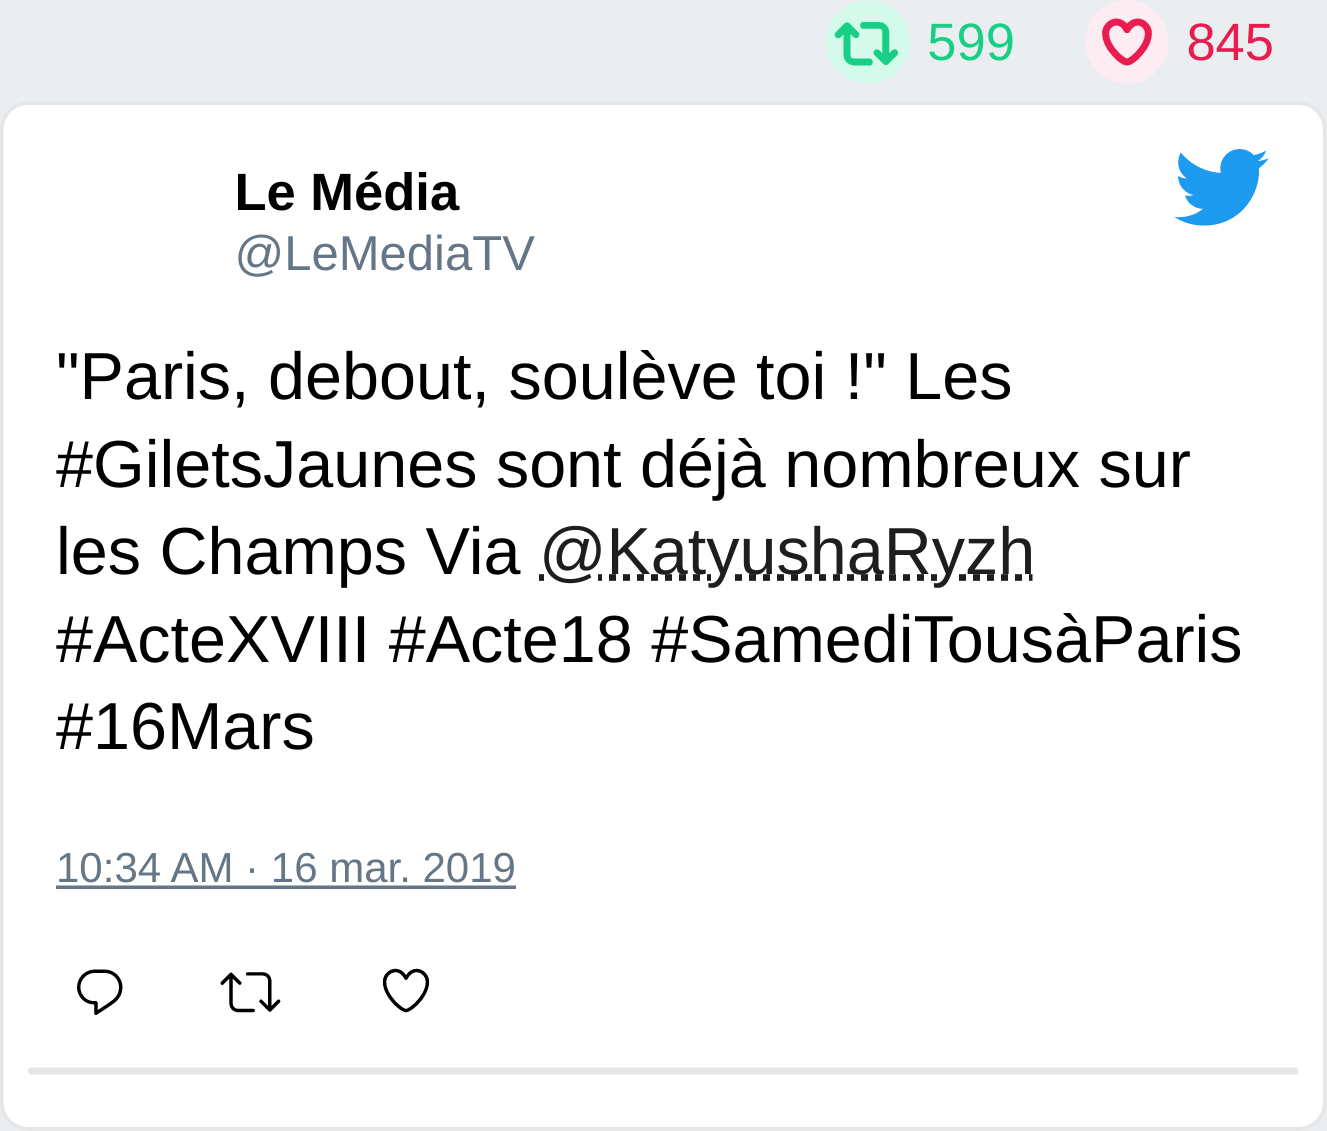 599 845
Le Média
@LeMediaTV
"Paris, debout, soulève toi !" Les
#GiletsJaunes sont déjà nombreux sur
les Champs Via @KatyushaRyzh
#ActeXVIII #Acte18 #SamediTousàParis
#16Mars
10:34 AM · 16 mar. 2019